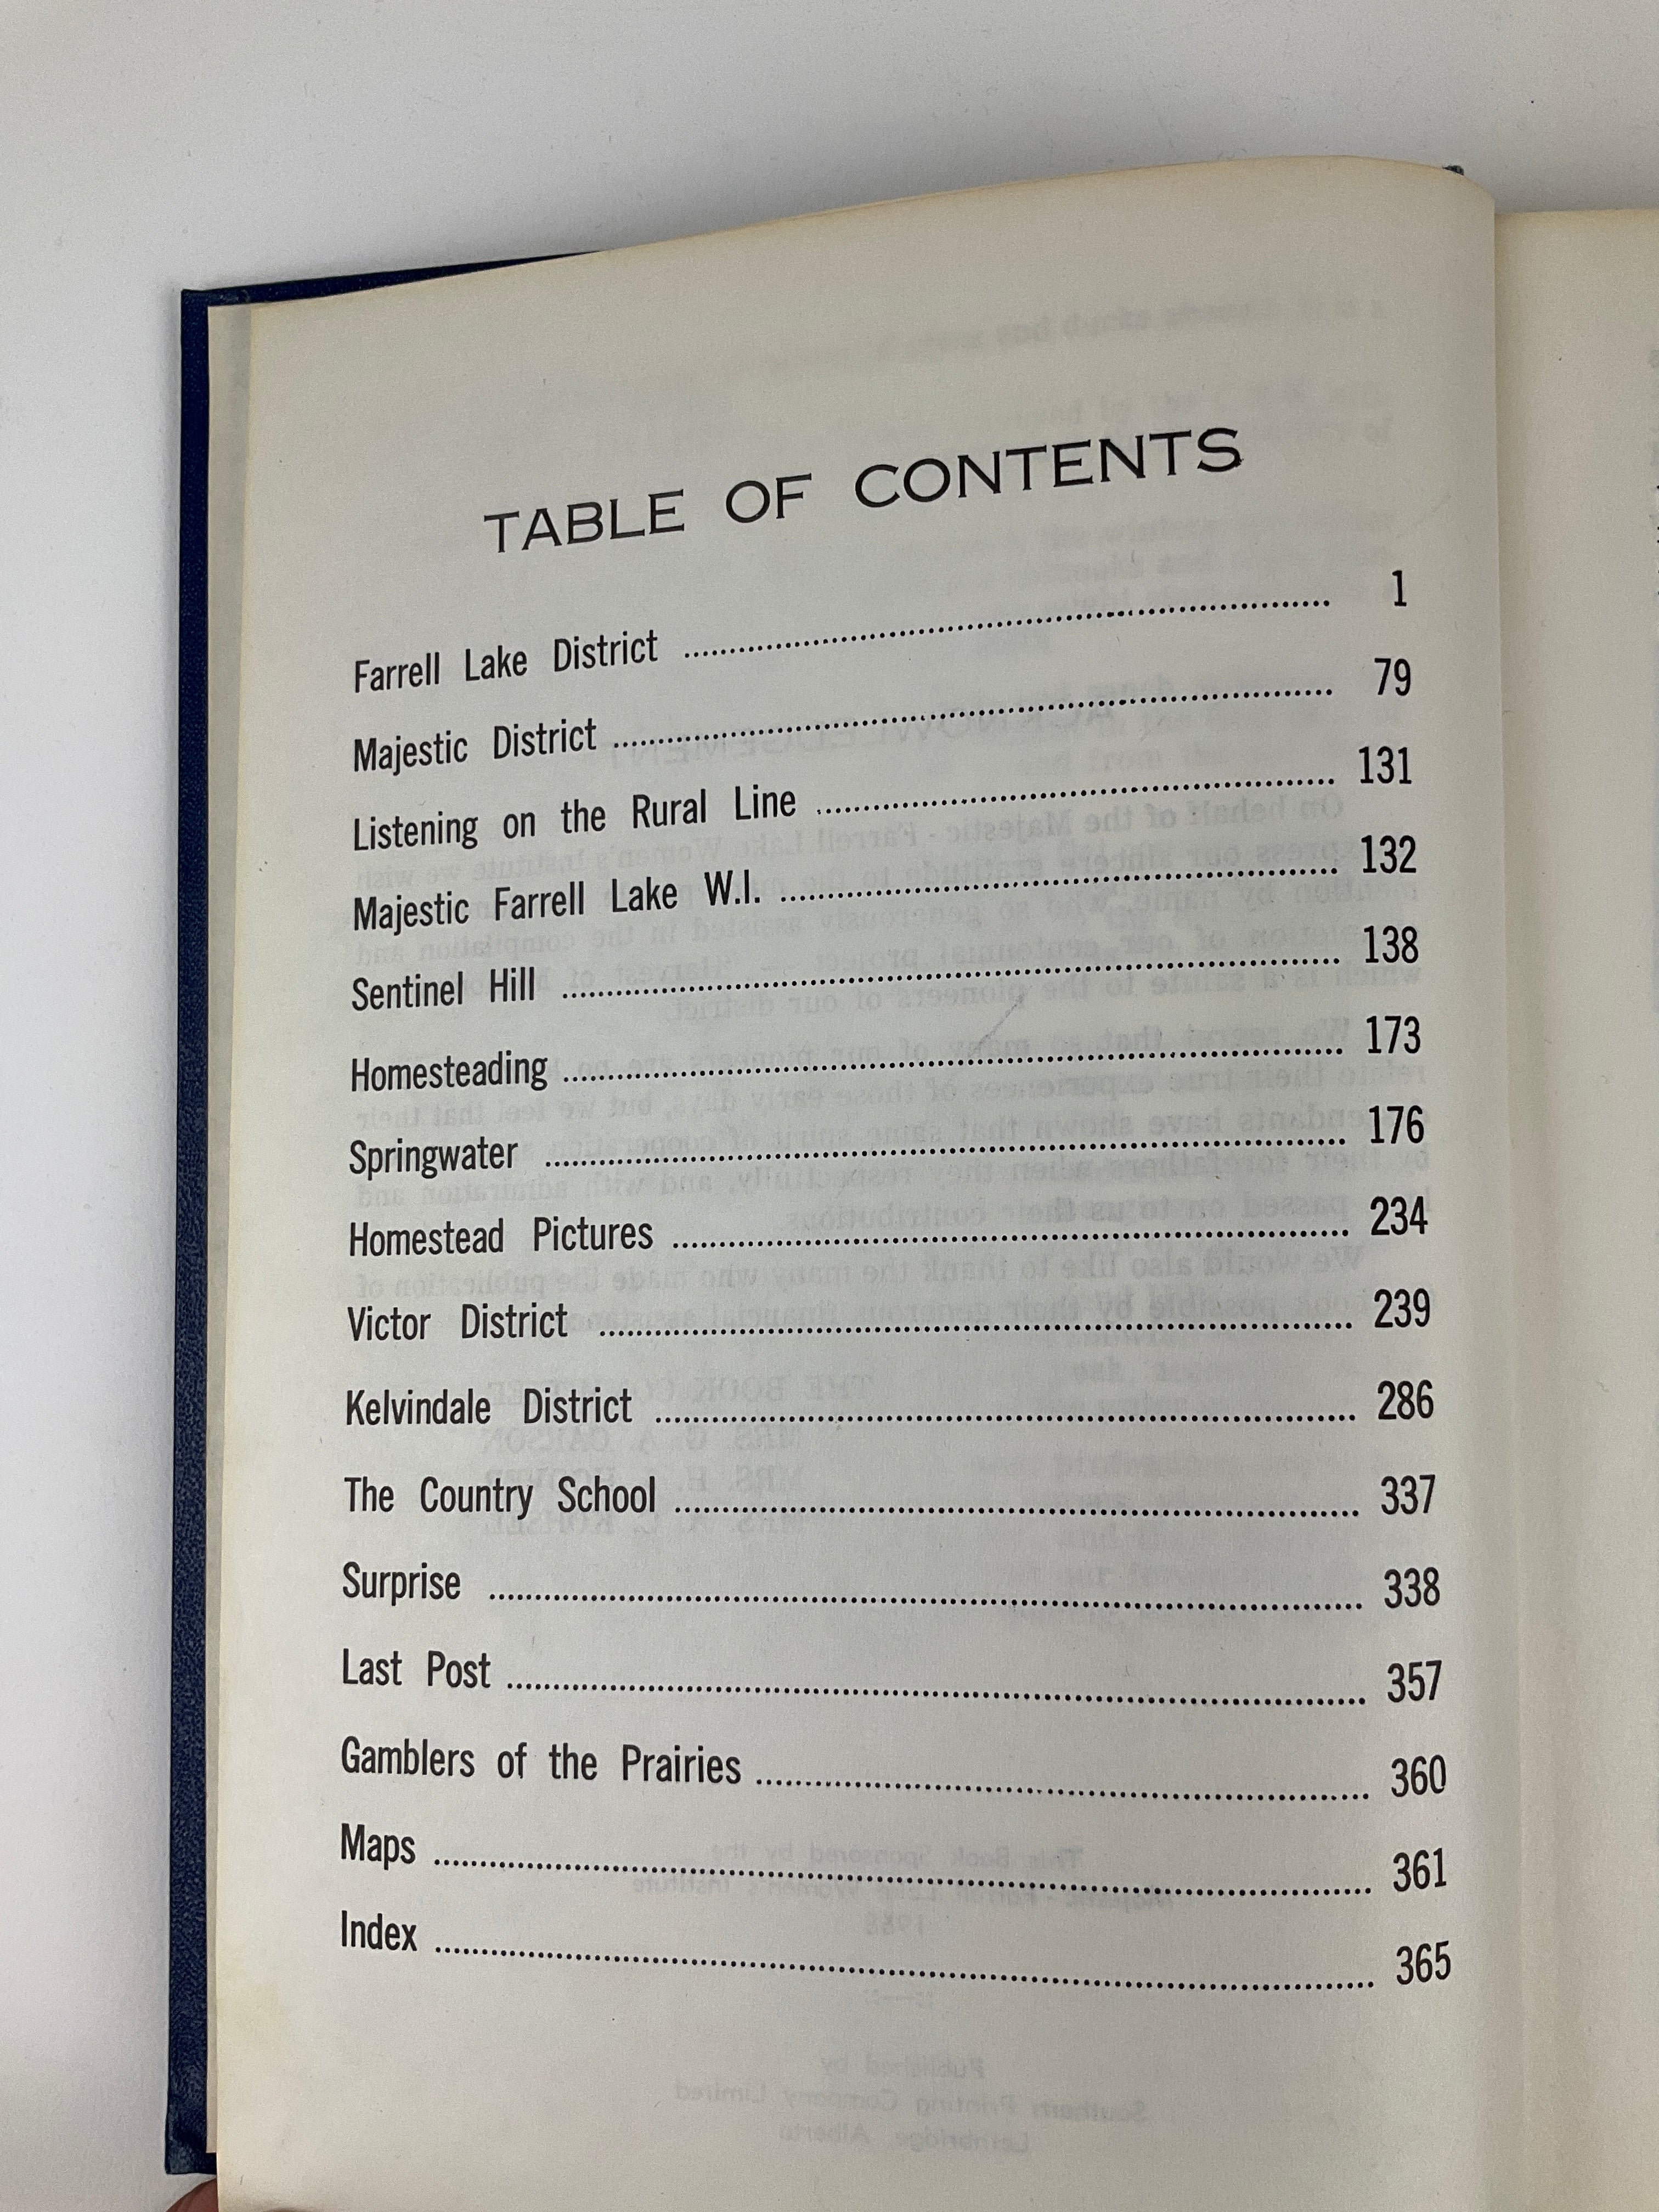 TABLE OF CONTENTS
Farrell Lake District ........................ 1
Majestic District ........................ 79
Listening on the Rural Line ........................ 131
Majestic Farrell Lake W.I. ........................ 132
Sentinel Hill ........................ 138
Homesteading ........................ 173
Springwater ........................ 176
Homestead Pictures ........................ 234
Victor District ........................ 239
Kelvindale District ........................ 286
The Country School ........................ 337
Surprise ........................ 338
Last Post ........................ 357
Gamblers of the Prairies ........................ 360
Maps ........................ 361
Index ........................ 365